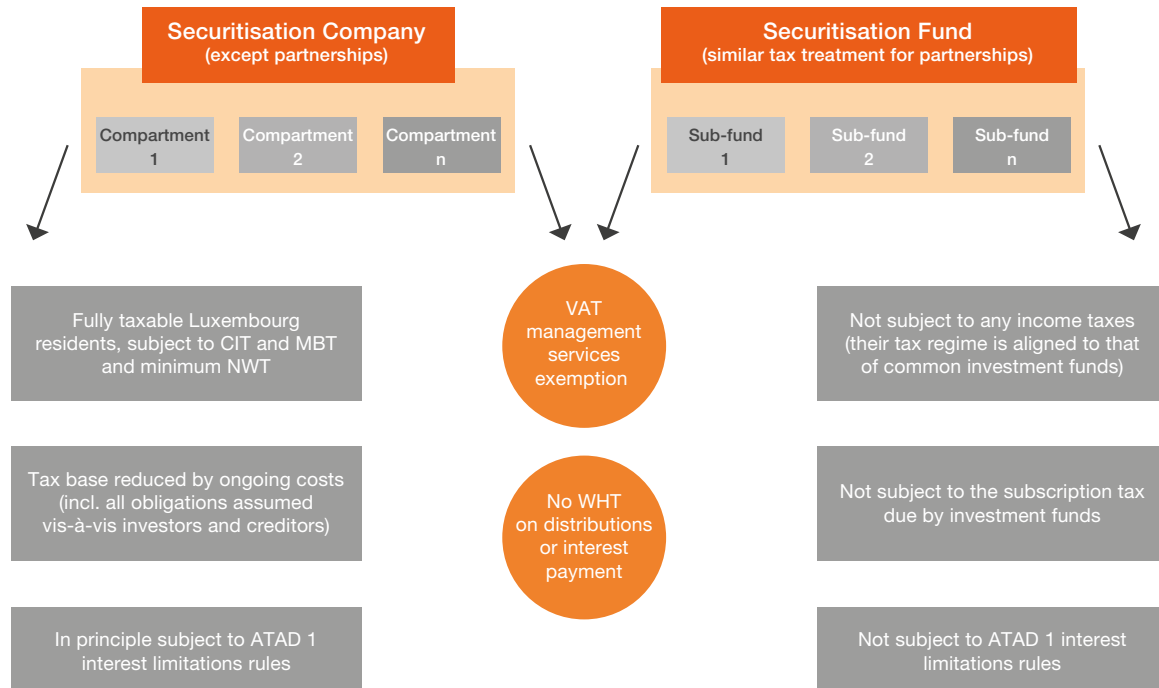 Securitisation Company
(except partnerships)
Compartment
1
Compartment
2
Compartment
n
Securitisation Fund
(similar tax treatment for partnerships)
Sub-fund
1
Sub-fund
2
Sub-fund
n
Fully taxable Luxembourg
residents, subject to CIT and MBT
and minimum NWT
Tax base reduced by ongoing costs
(incl. all obligations assumed
vis-à-vis investors and creditors)
In principle subject to ATAD 1
interest limitations rules
VAT
management
services
exemption
No WHT
on distributions
or interest
payment
Not subject to any income taxes
(their tax regime is aligned to that
of common investment funds)
Not subject to the subscription tax
due by investment funds
Not subject to ATAD 1 interest
limitations rules